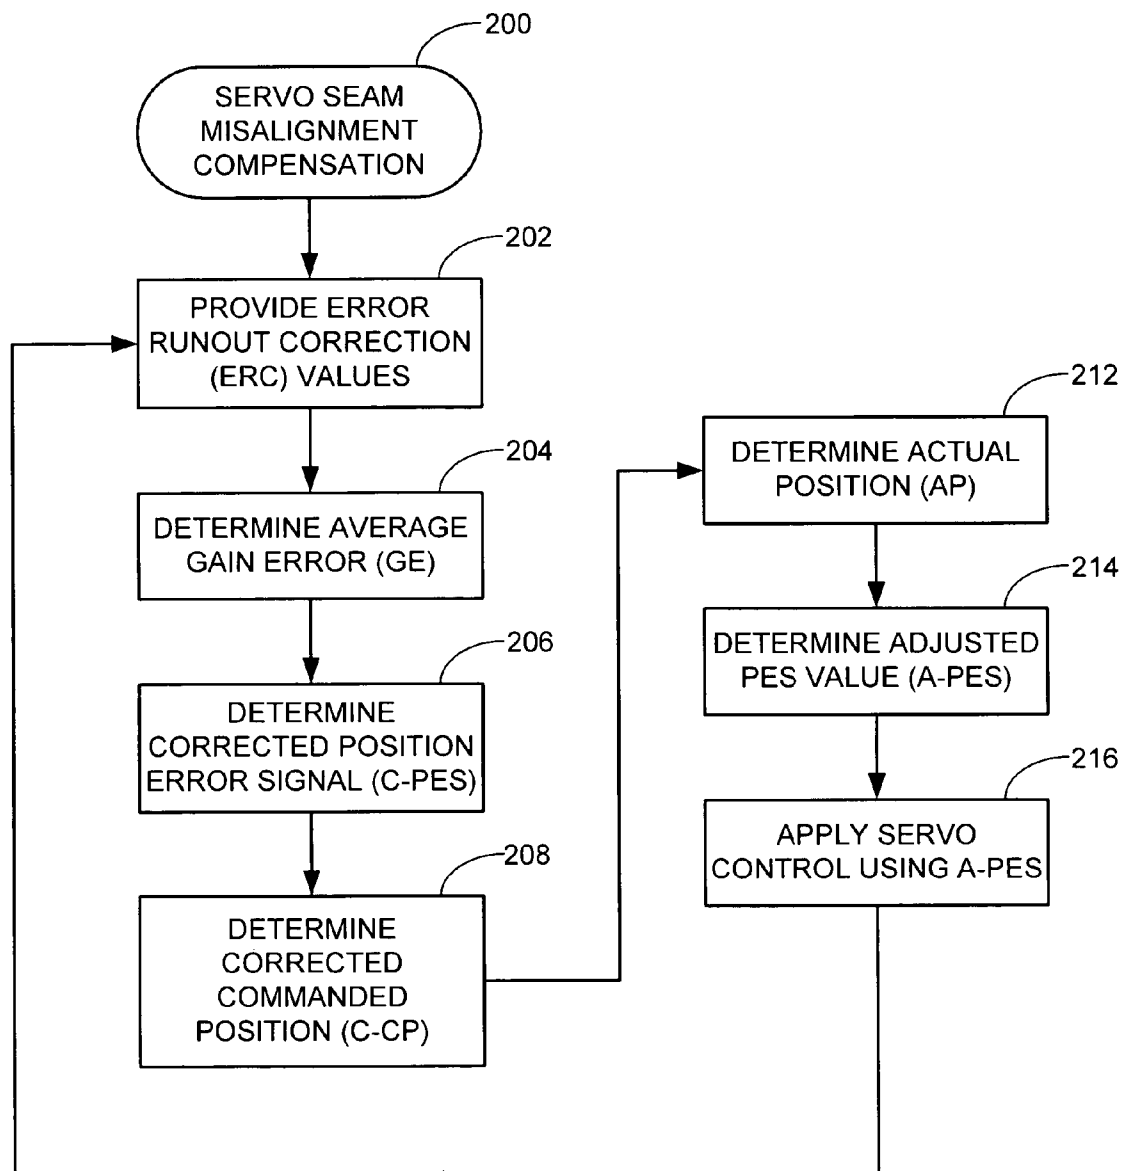 200
SERVO SEAM
MISALIGNMENT
COMPENSATION
202
PROVIDE ERROR
RUNOUT CORRECTION
(ERC) VALUES
204
DETERMINE AVERAGE
GAIN ERROR (GE)
206
DETERMINE
CORRECTED POSITION
ERROR SIGNAL (C-PES)
208
DETERMINE
CORRECTED
COMMANDED
POSITION (C-CP)
212
DETERMINE ACTUAL
POSITION (AP)
214
DETERMINE ADJUSTED
PES VALUE (A-PES)
216
APPLY SERVO
CONTROL USING A-PES